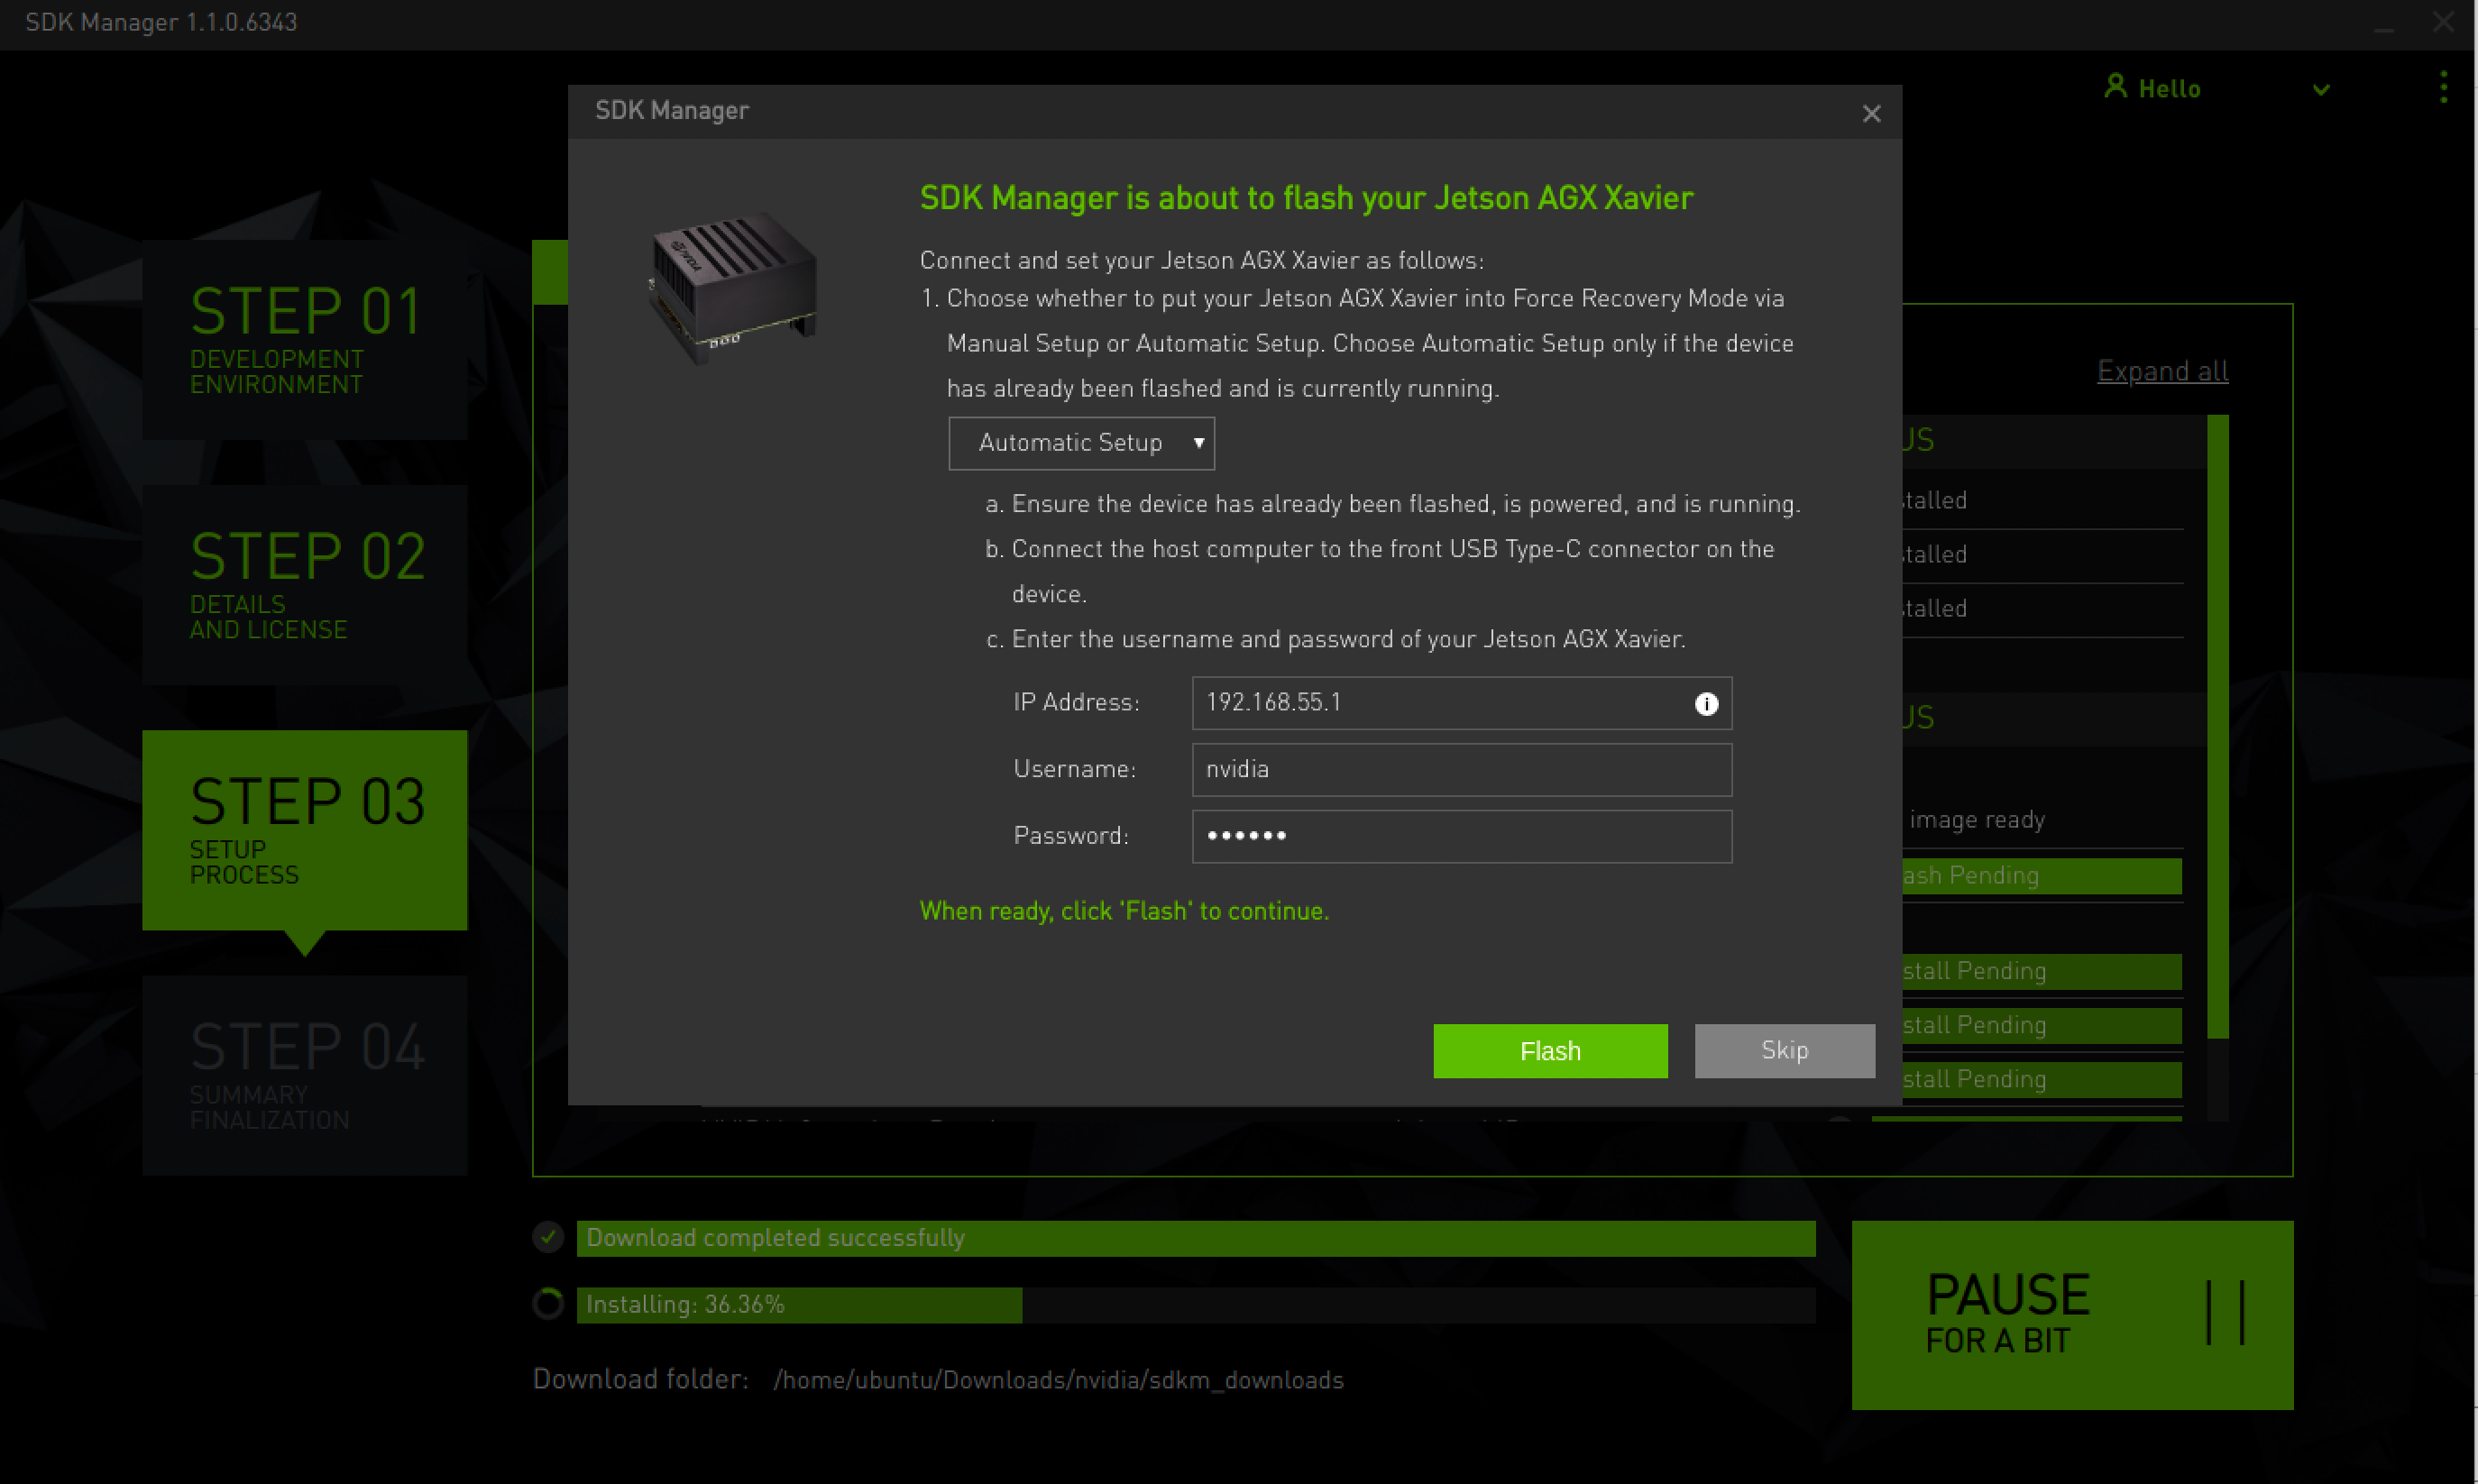 SDK Manager 1.1.0.6343
Hello
SDK Manager
SDK Manager is about to flash your Jetson AGX Xavier
Connect and set your Jetson AGX Xavier as follows:
1. Choose whether to put your Jetson AGX Xavier into Force Recovery Mode via
Manual Setup or Automatic Setup. Choose Automatic Setup only if the device
has already been flashed and is currently running.
Automatic Setup
a. Ensure the device has already been flashed, is powered, and is running.
b. Connect the host computer to the front USB Type-C connector on the
device.
c. Enter the username and password of your Jetson AGX Xavier.
IP Address: 192.168.55.1
Username: nvidia
Password: ••••••
When ready, click 'Flash' to continue.
Flash
Skip
STEP 01
DEVELOPMENT
ENVIRONMENT
STEP 02
DETAILS
AND LICENSE
STEP 03
SETUP
PROCESS
STEP 04
SUMMARY
FINALIZATION
Expand all
US
stalled
stalled
stalled
US
image ready
ash Pending
stall Pending
stall Pending
stall Pending
Download completed successfully
Installing: 36.36%
Download folder: /home/ubuntu/Downloads/nvidia/sdkm_downloads
PAUSE
FOR A BIT